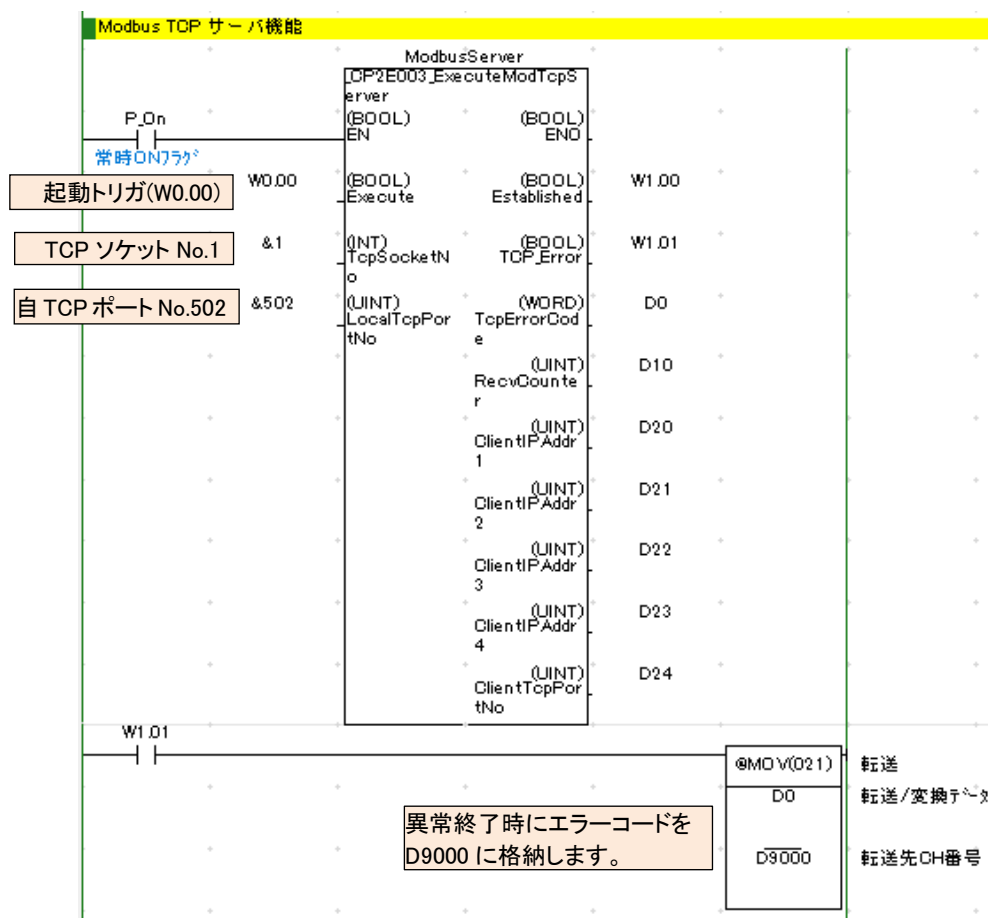 Modbus TCP サーバ機能
ModbusServer
_CP2E003_ExecuteModTcpS
erver
P_On
(BOOL) (BOOL)
EN ENO
常時ONフラグ
起動トリガ(W0.00) W0.00 (BOOL) (BOOL) W1.00
Execute Established
TCP ソケット No.1 &1 (INT) (BOOL) W1.01
TcpSocketN TCP_Error
o
自 TCP ポート No.502 &502 (UINT) (WORD) D0
LocalTcpPor TcpErrorCod
tNo e
(UINT) D10
RecvCounte
r
(UINT) D20
ClientIPAddr
1
(UINT) D21
ClientIPAddr
2
(UINT) D22
ClientIPAddr
3
(UINT) D23
ClientIPAddr
4
(UINT) D24
ClientTcpPor
tNo
W1.01
@MOV(021) 転送
D0 転送/変換データ
異常終了時にエラーコードを
D9000 に格納します。
D9000 転送先CH番号